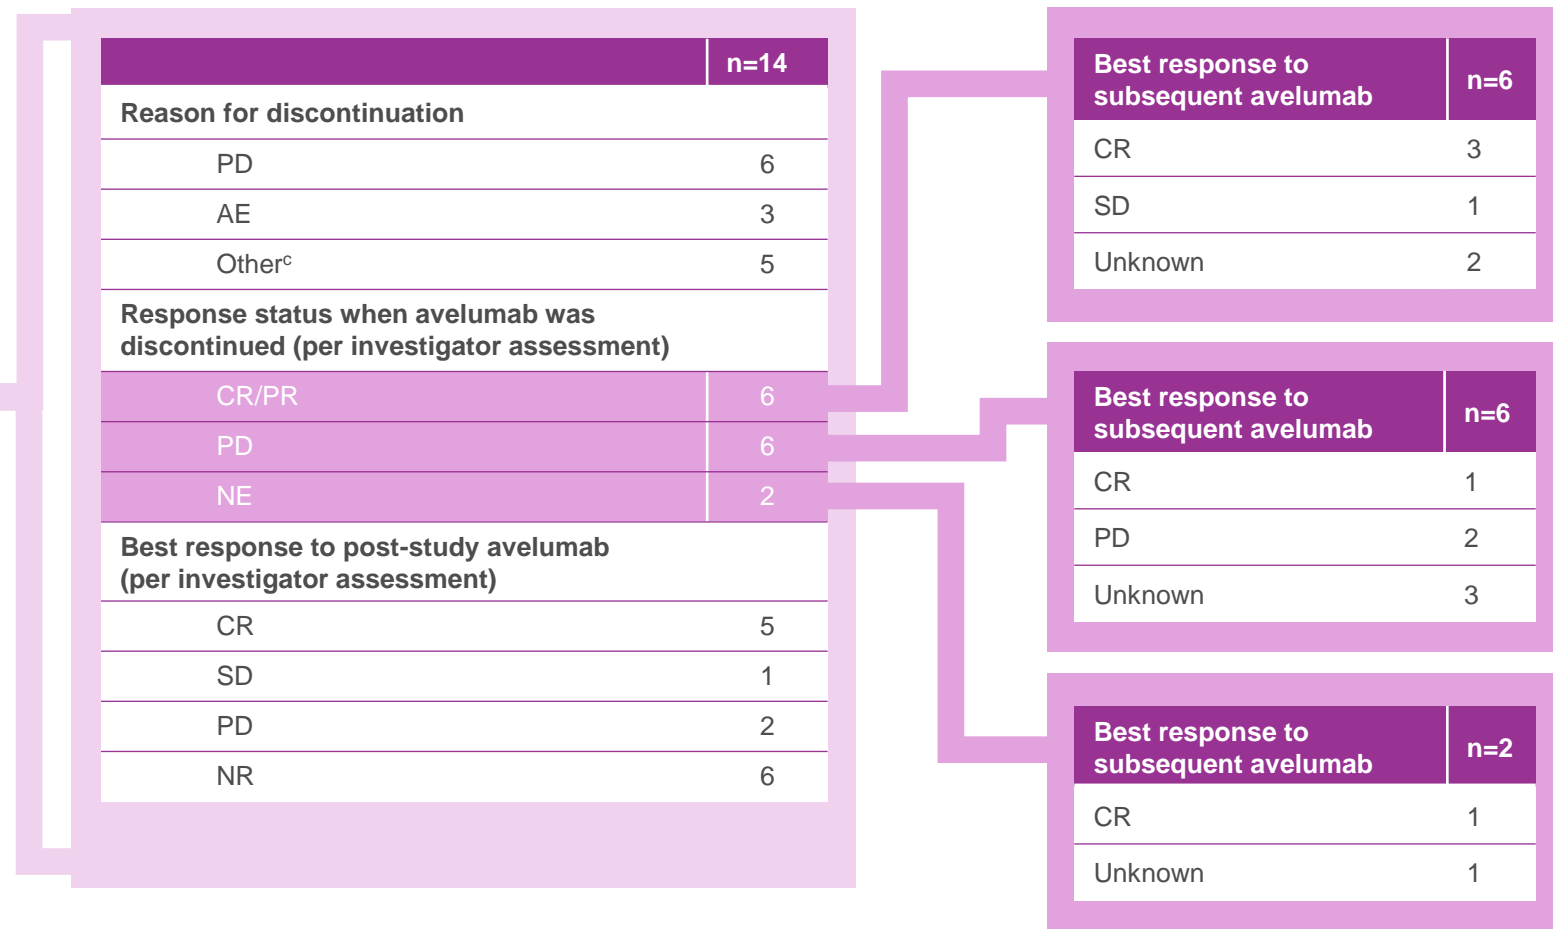 n=14
Reason for discontinuation
PD 6
AE 3
Otherᶜ 5
Response status when avelumab was
discontinued (per investigator assessment)
CR/PR 6
PD 6
NE 2
Best response to post-study avelumab
(per investigator assessment)
CR 5
SD 1
PD 2
NR 6
Best response to
subsequent avelumab n=6
CR 3
SD 1
Unknown 2
Best response to
subsequent avelumab n=6
CR 1
PD 2
Unknown 3
Best response to
subsequent avelumab n=2
CR 1
Unknown 1